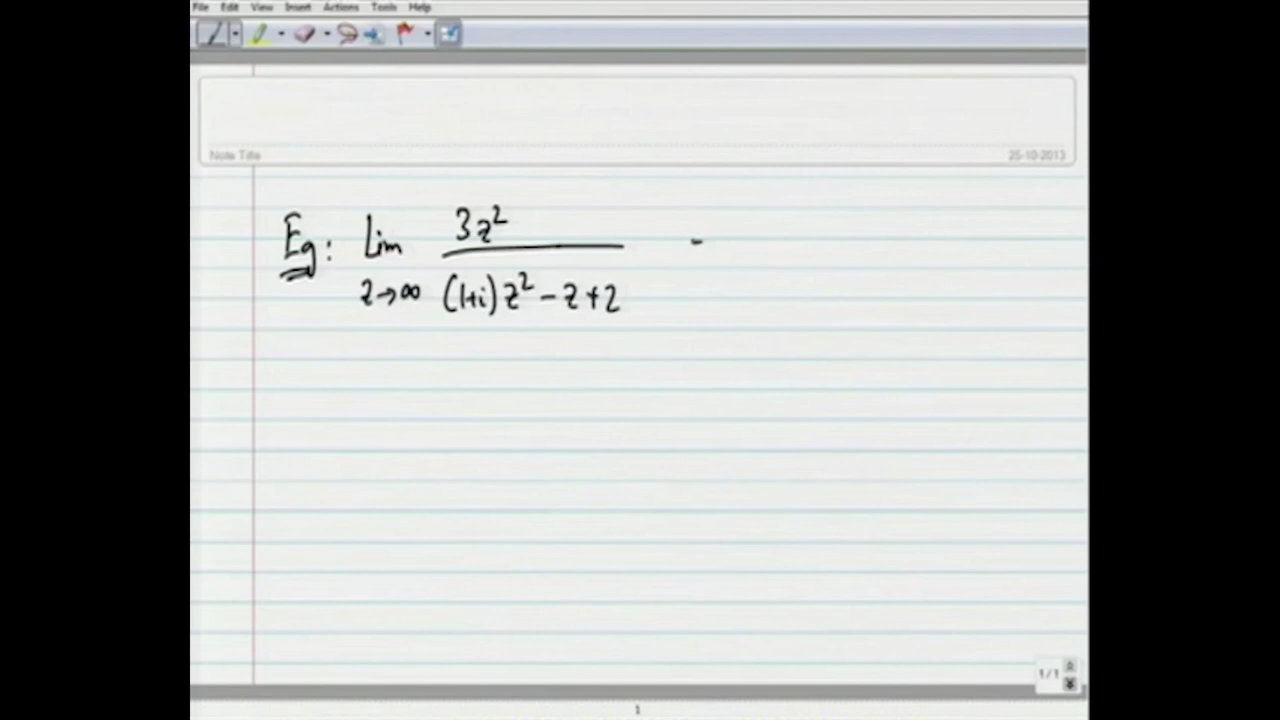 File Edit View Insert Actions Tools Help
Note Title
25-10-2013
Eg: Lim 3z²
z→∞ (1+i)z² - z + 2
-
1/1
1